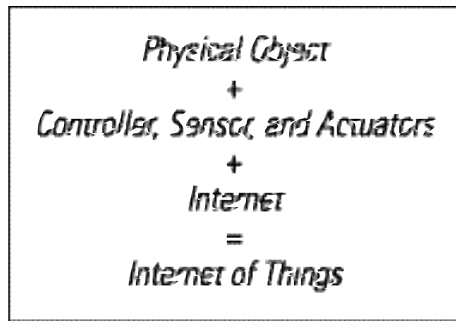 Physical Object
+
Controller, Sensor, and Actuators
+
Internet
=
Internet of Things